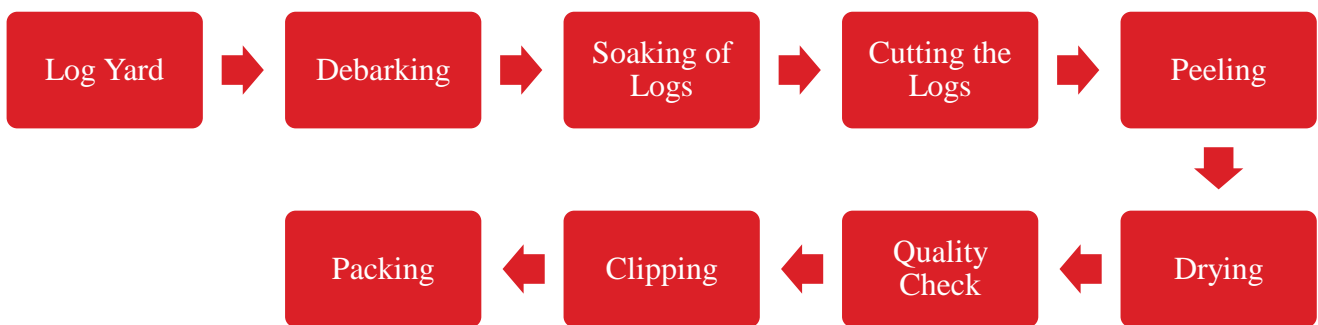 Log Yard
Debarking
Soaking of
Logs
Cutting the
Logs
Peeling
Drying
Quality
Check
Clipping
Packing